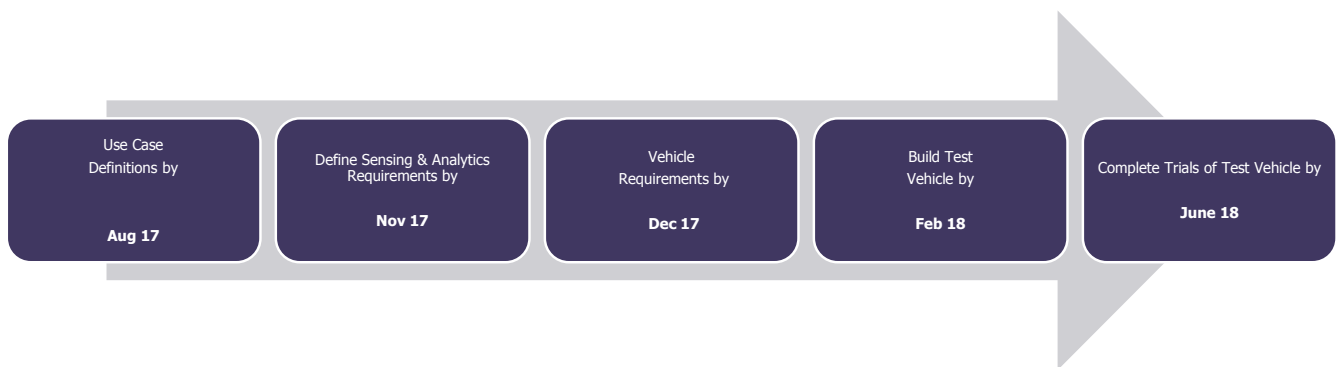 Use Case
Definitions by
Aug 17
Define Sensing & Analytics
Requirements by
Nov 17
Vehicle
Requirements by
Dec 17
Build Test
Vehicle by
Feb 18
Complete Trials of Test Vehicle by
June 18